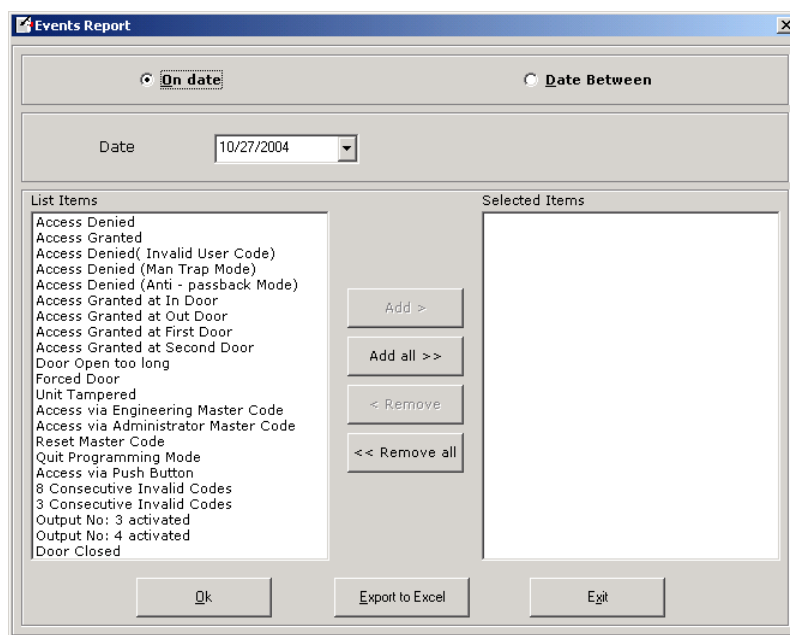 Events Report
On date
Date Between
Date
10/27/2004
List Items
Access Denied
Access Granted
Access Denied( Invalid User Code)
Access Denied (Man Trap Mode)
Access Denied (Anti - passback Mode)
Access Granted at In Door
Access Granted at Out Door
Access Granted at First Door
Access Granted at Second Door
Door Open too long
Forced Door
Unit Tampered
Access via Engineering Master Code
Access via Administrator Master Code
Reset Master Code
Quit Programming Mode
Access via Push Button
8 Consecutive Invalid Codes
3 Consecutive Invalid Codes
Output No: 3 activated
Output No: 4 activated
Door Closed
Add >
Add all >>
< Remove
<< Remove all
Selected Items
Ok
Export to Excel
Exit